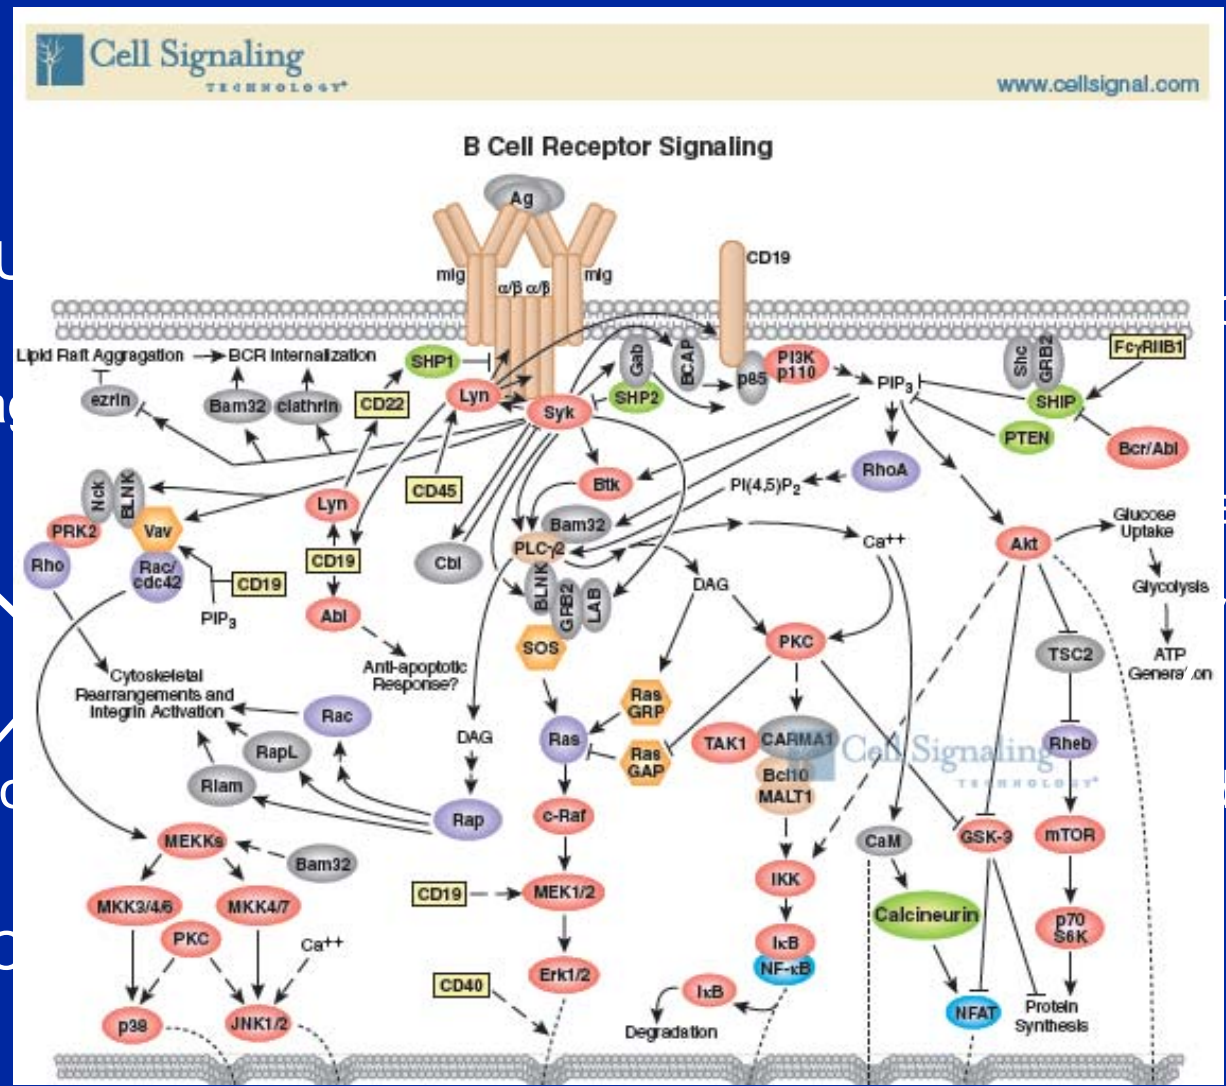 Cell Signaling
TECHNOLOGY®
www.cellsignal.com
B Cell Receptor Signaling
Ag
mIg
α/β α/β
mIg
CD19
Lipid Raft Aggragation
BCR Internalization
SHP1
Lyn
Syk
Gab
SHP2
BCAP
p85
PI3K
p110
PIP3
Shc
GRB2
FcγRIIB1
SHIP
PTEN
Bcr/Abl
ezrin
Bam32
clathrin
CD22
CD45
Btk
PI(4,5)P2
RhoA
Nck
BLNK
PRK2
Vav
Rho
Rac/
cdc42
CD19
PIP3
Lyn
CD19
Abl
Anti-apoptotic
Response?
Cbl
Bam32
PLC-γ2
BLNK
GRB2
LAB
SOS
Ca++
DAG
Akt
Glucose
Uptake
Glycolysis
ATP
PKC
TSC2
Cytoskeletal
Rearrangements and
Integrin Activation
Rac
RapL
Riam
DAG
Rap
Ras
Ras
GRP
Ras
GAP
TAK1
CARMA1
Bcl10
MALT1
Cell Signaling
TECHNOLOGY®
Rheb
c-Raf
MEKKs
Bam32
CaM
GSK-3
mTOR
MKK3/4/6
MKK4/7
CD19
MEK1/2
IKK
Calcineurin
p70
S6K
PKC
Ca++
IκB
NF-κB
CD40
Erk1/2
IκB
p38
JNK1/2
Degradation
NFAT
Protein
Synthesis